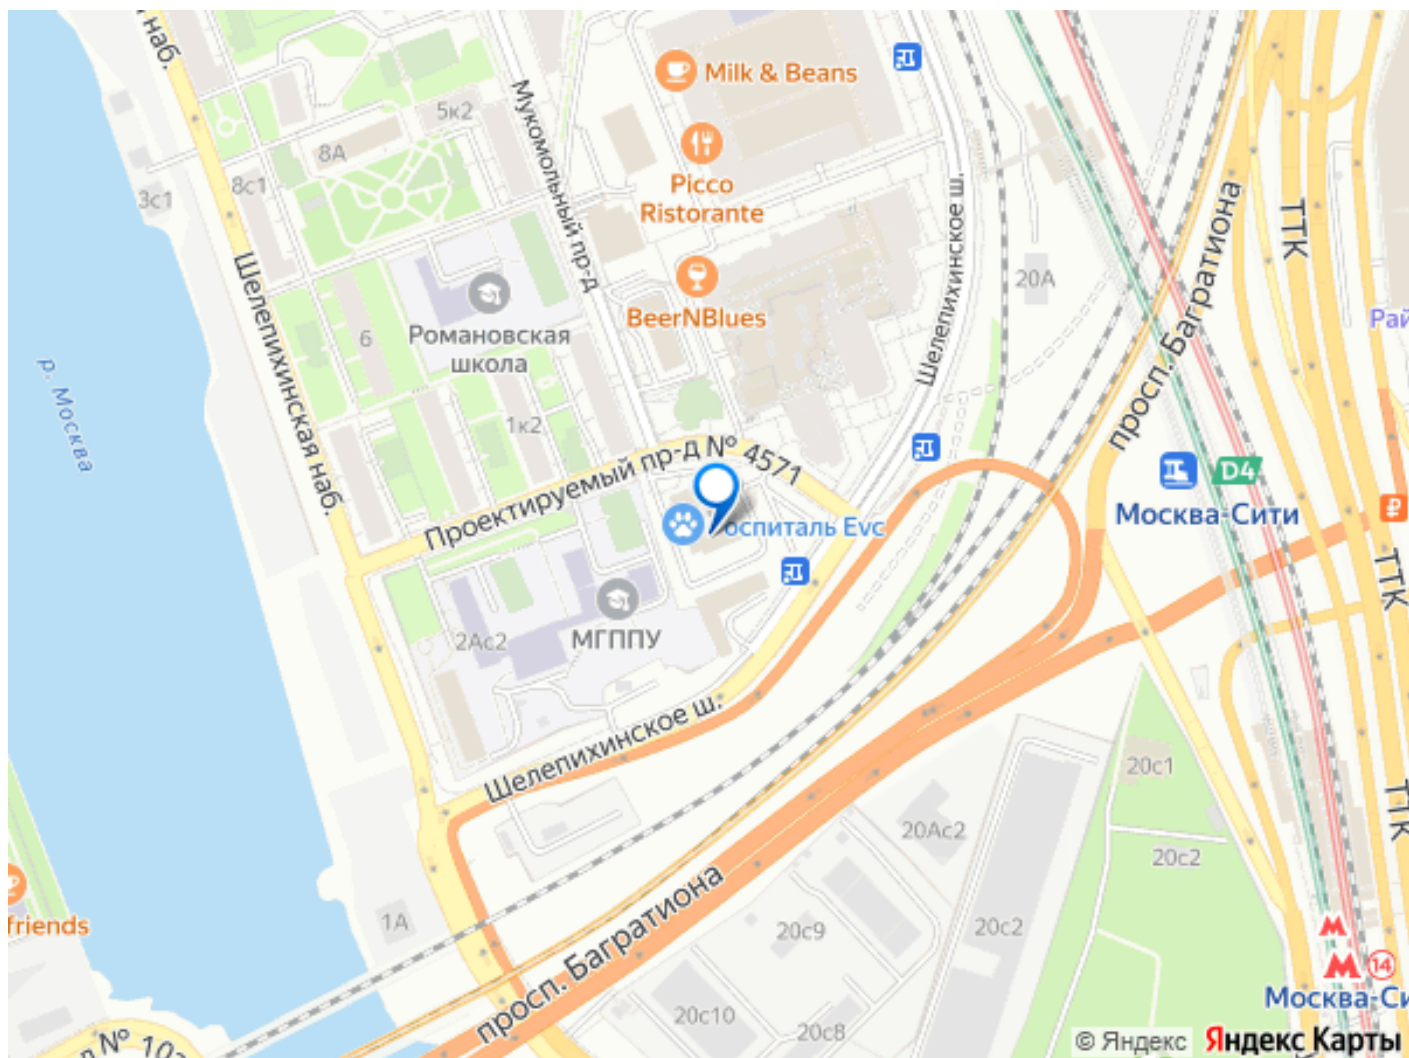 наб.
5к2
8А
8с1
3с1
Мукомольный пр-д
Milk & Beans
Picco
Ristorante
BeerNBlues
Шелепихинское ш.
20А
просп. Багратиона
ТТК
Рай
Шелепихинская наб.
р. Москва
6
Романовская
школа
1к2
Проектируемый пр-д № 4571
оспиталь Evc
D4
Москва-Сити
ТТК
2Ас2
МГППУ
Шелепихинское ш.
20с1
20Ас2
20с2
ТТК
просп. Багратиона
1А
20с9
20с2
friends
14
Москва-Си
20с10
20с8
© Яндекс Яндекс Карты